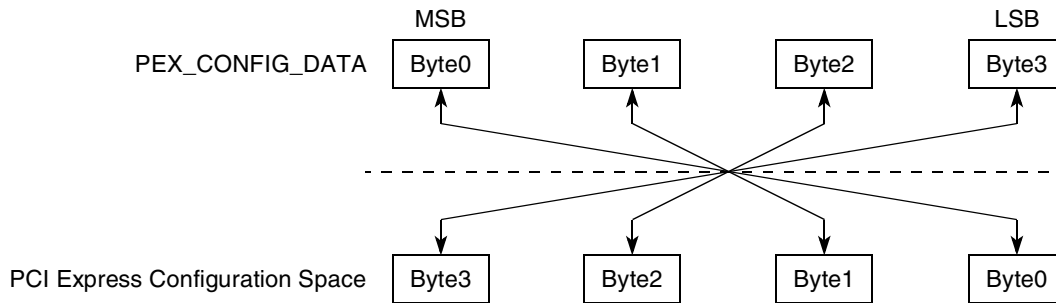 MSB LSB
PEX_CONFIG_DATA Byte0 Byte1 Byte2 Byte3
PCI Express Configuration Space Byte3 Byte2 Byte1 Byte0